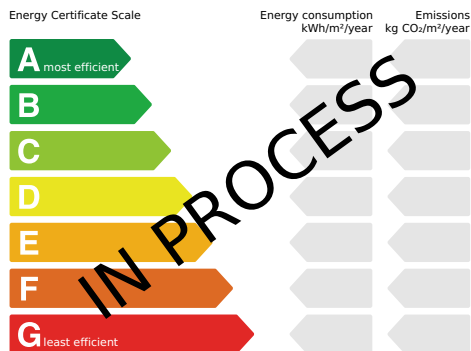 Energy Certificate Scale
Energy consumption
kWh/m²/year
Emissions
kg CO₂/m²/year
A most efficient
B
C
D
E
F
G least efficient
IN PROCESS